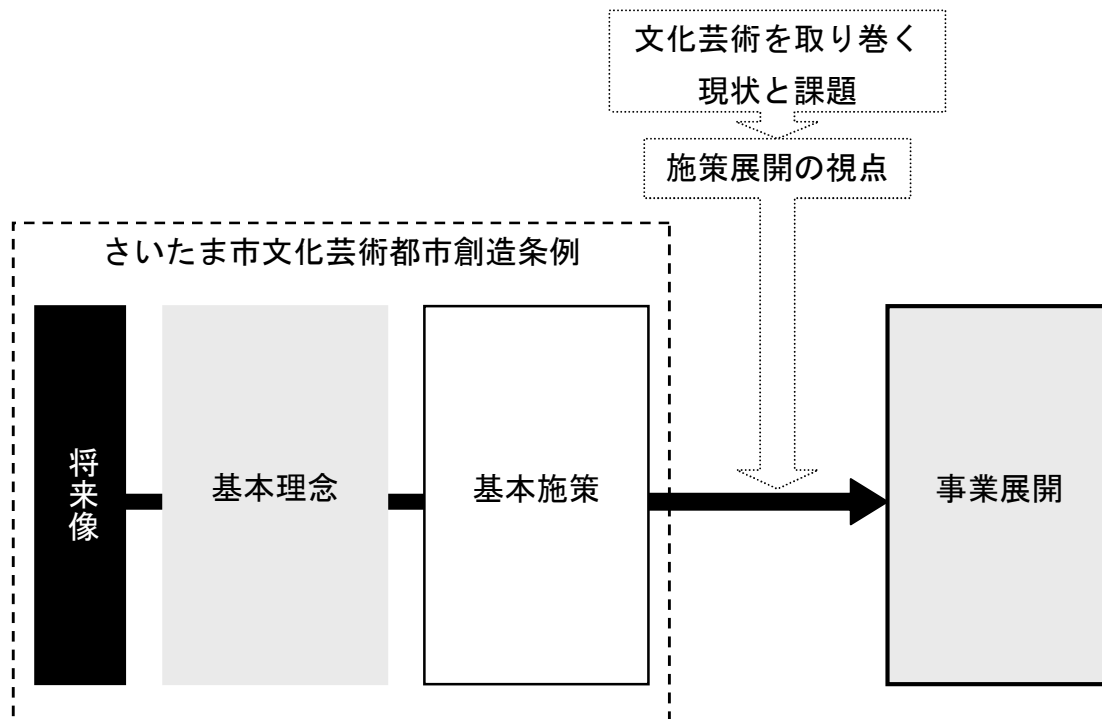 文化芸術を取り巻く
現状と課題
施策展開の視点
さいたま市文化芸術都市創造条例
将来像
基本理念
基本施策
事業展開